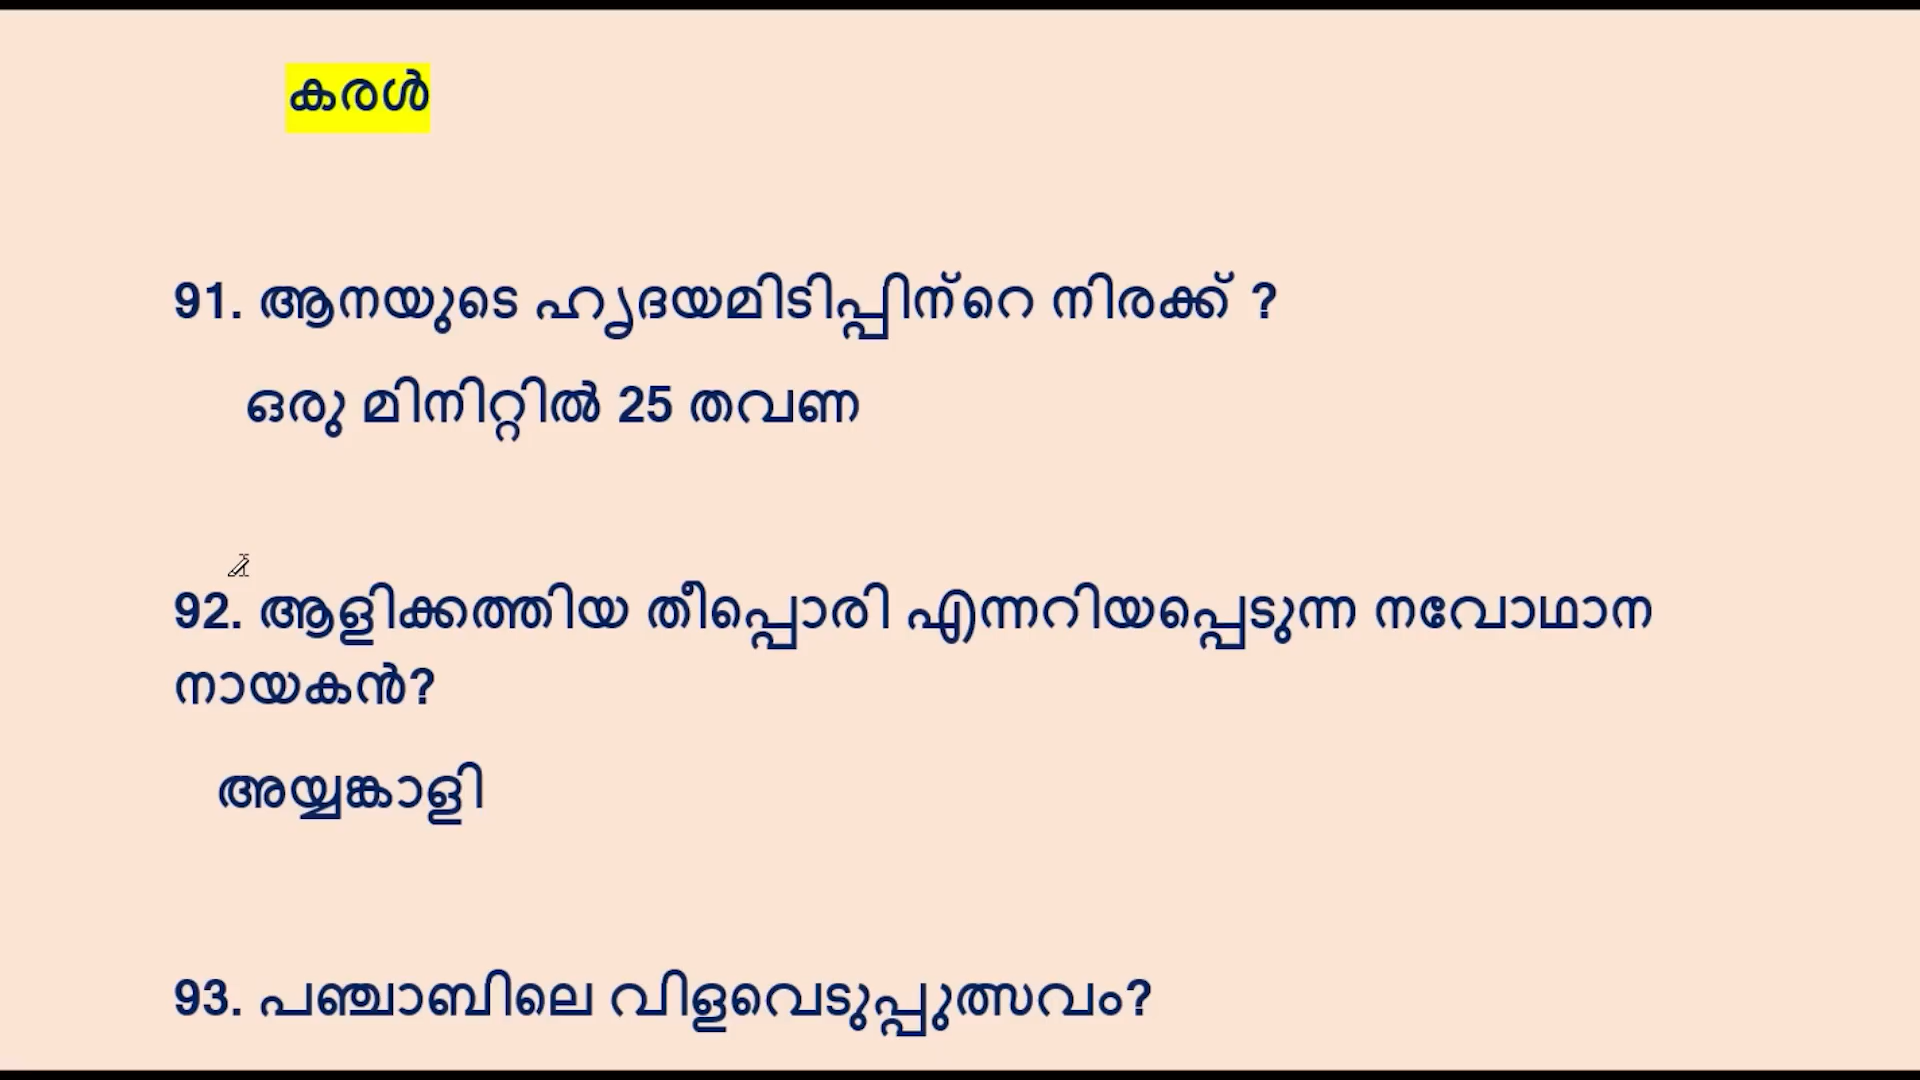 കരൾ
91. ആനയുടെ ഹൃദയമിടിപ്പിന്റെ നിരക്ക് ?
ഒരു മിനിറ്റിൽ 25 തവണ
92. ആളിക്കത്തിയ തീപ്പൊരി എന്നറിയപ്പെടുന്ന നവോഥാന
നായകൻ?
അയ്യങ്കാളി
93. പഞ്ചാബിലെ വിളവെടുപ്പുത്സവം?